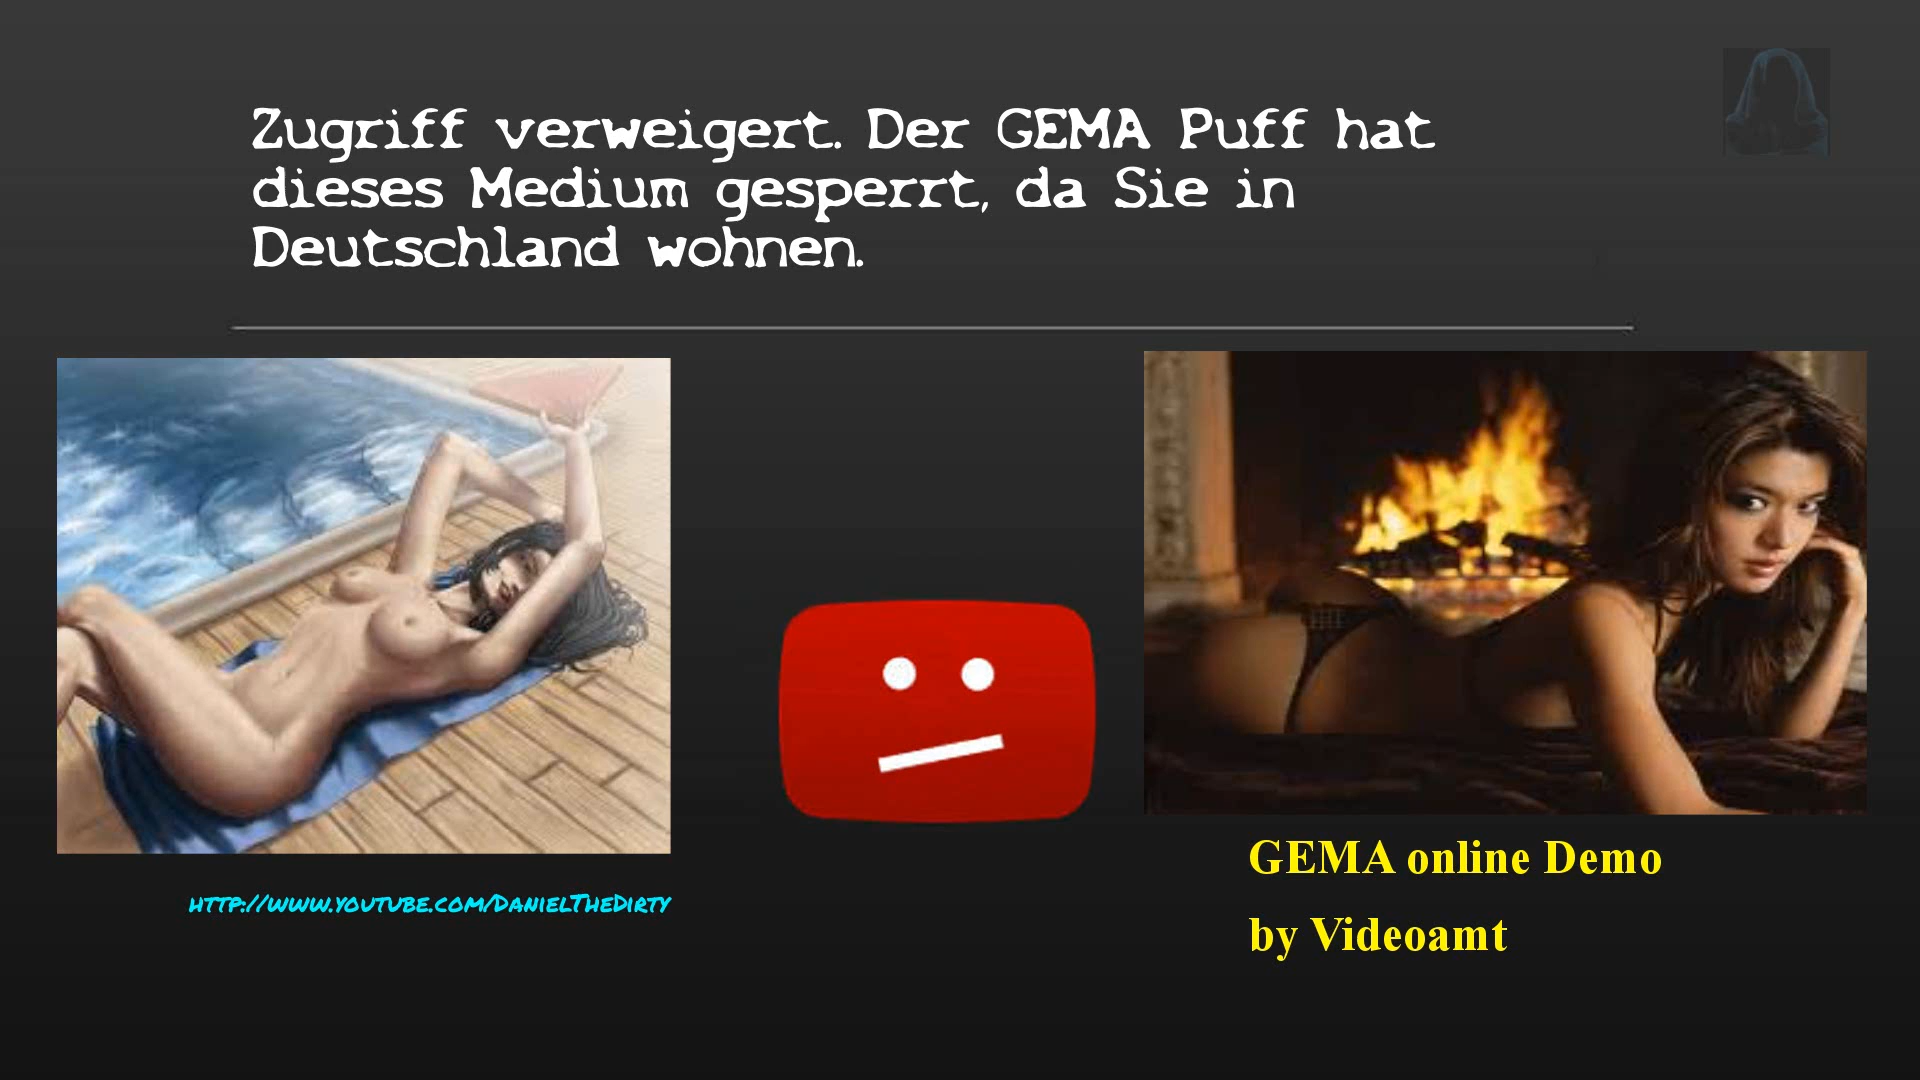 Zugriff verweigert. Der GEMA Puff hat
dieses Medium gesperrt, da Sie in
Deutschland wohnen.
http://www.youtube.com/DanielTheDirty
GEMA online Demo
by Videoamt